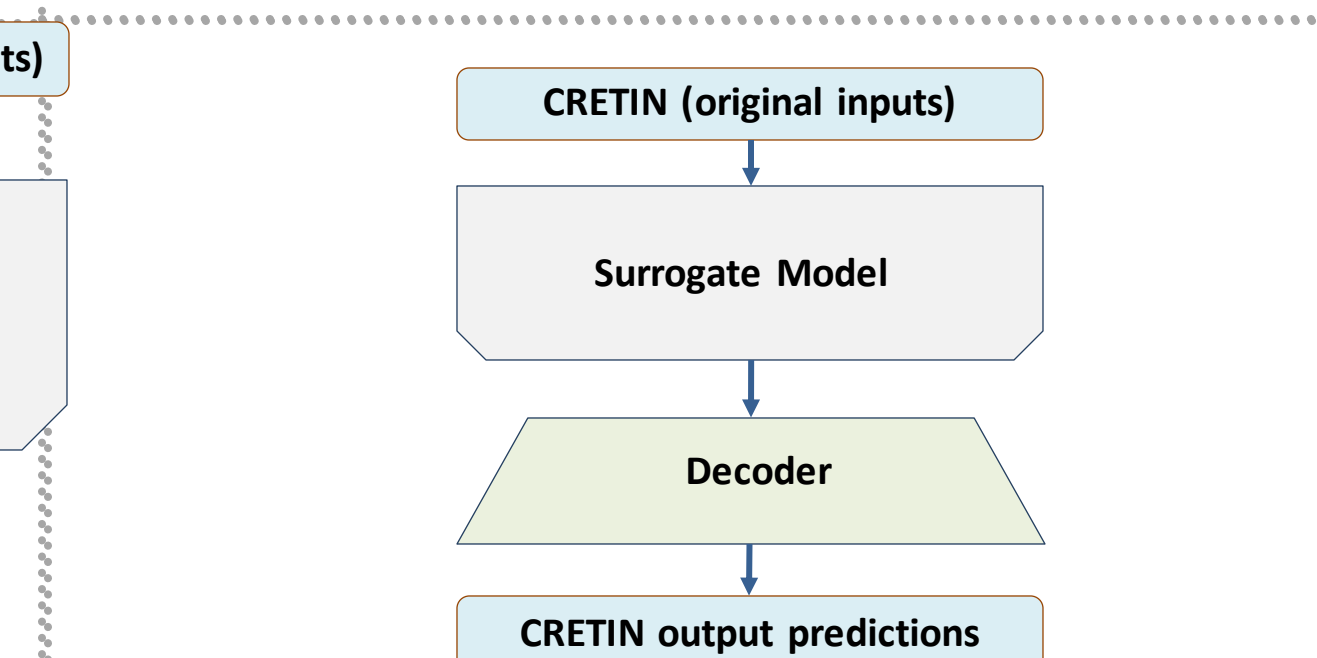 ts)
CRETIN (original inputs)
Surrogate Model
Decoder
CRETIN output predictions